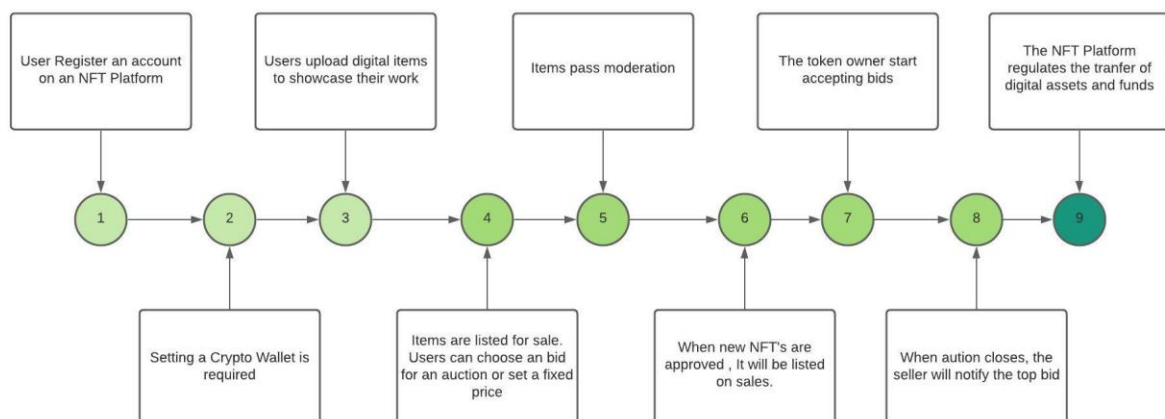 User Register an account
on an NFT Platform
Users upload digital items
to showcase their work
Items pass moderation
The token owner start
accepting bids
The NFT Platform
regulates the tranfer of
digital assets and funds
1
2
3
4
5
6
7
8
9
Setting a Crypto Wallet is
required
Items are listed for sale.
Users can choose an bid
for an auction or set a fixed
price
When new NFT's are
approved , It will be listed
on sales.
When aution closes, the
seller will notify the top bid